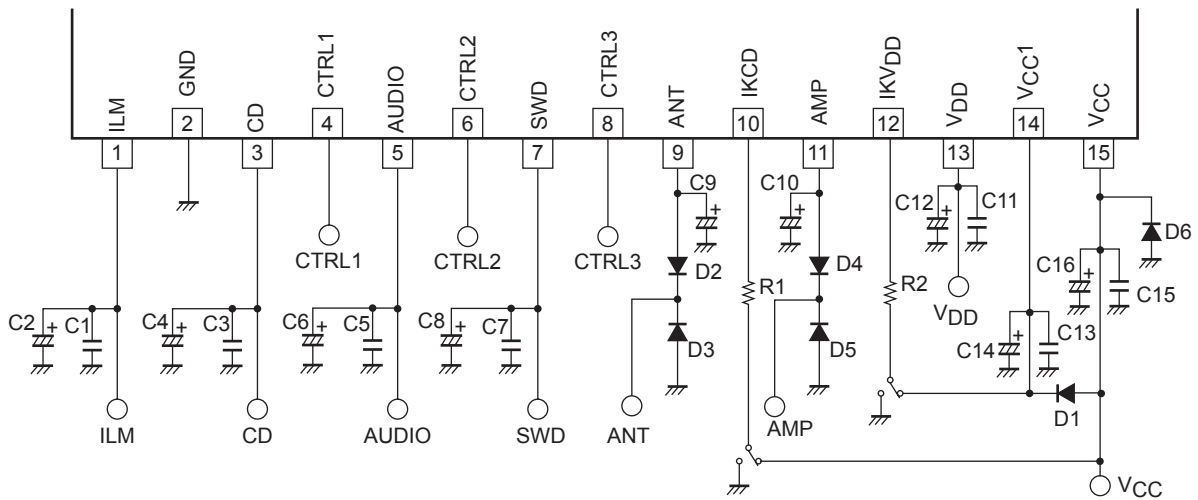 ILM
GND
CD
CTRL1
AUDIO
CTRL2
SWD
CTRL3
ANT
IKCD
AMP
IKVDD
VDD
VCC1
VCC
1
2
3
4
5
6
7
8
9
10
11
12
13
14
15
C9
+
C10
+
C12
+
C11
D6
CTRL1
CTRL2
CTRL3
D2
D4
R1
R2
VDD
C16
+
C15
C2
+
C1
C4
+
C3
C6
+
C5
C8
+
C7
D3
D5
C14
+
C13
D1
ILM
CD
AUDIO
SWD
ANT
AMP
VCC